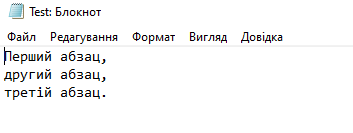 Test: Блокнот
Файл Редагування Формат Вигляд Довідка
Перший абзац,
другий абзац,
третій абзац.